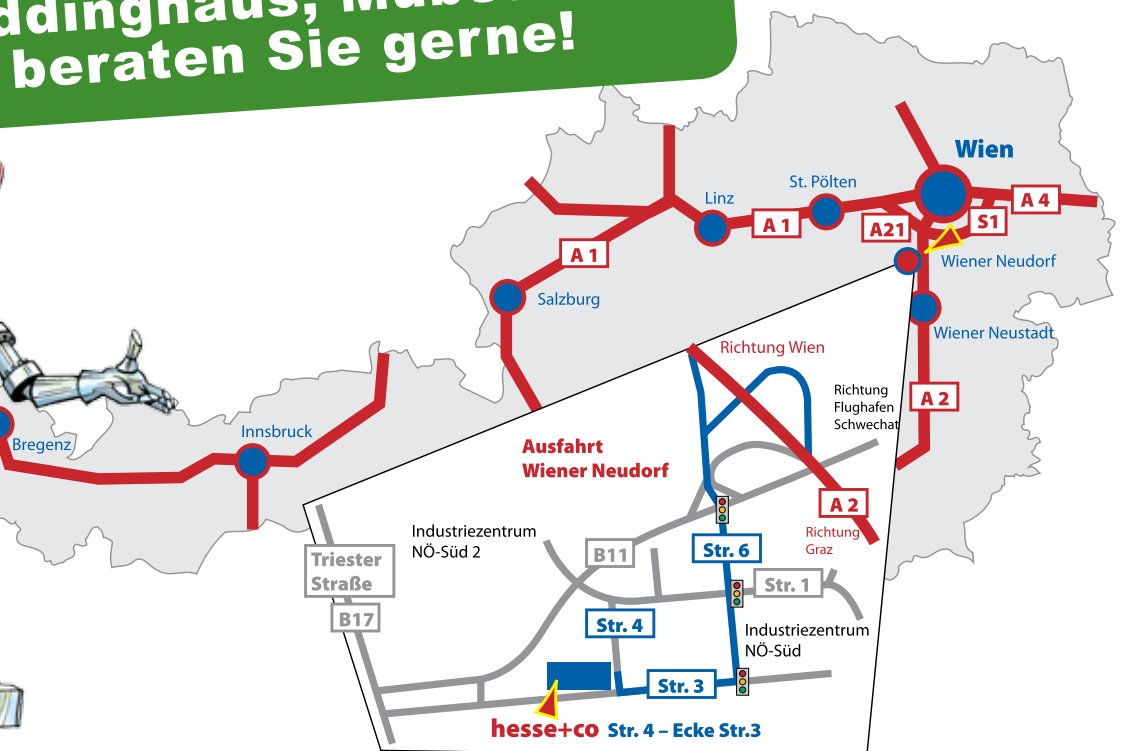 beraten Sie gerne!
Wien
St. Pölten
Linz
A 4
A 1
A21
S1
A 1
Wiener Neudorf
Salzburg
Wiener Neustadt
Richtung Wien
Richtung
Flughafen
Schwechat
A 2
Innsbruck
Bregenz
Ausfahrt
Wiener Neudorf
A 2
Industriezentrum
NÖ-Süd 2
Richtung
Graz
B11
Str. 6
Triester
Straße
Str. 1
B17
Str. 4
Industriezentrum
NÖ-Süd
Str. 3
hesse+co Str. 4 – Ecke Str.3